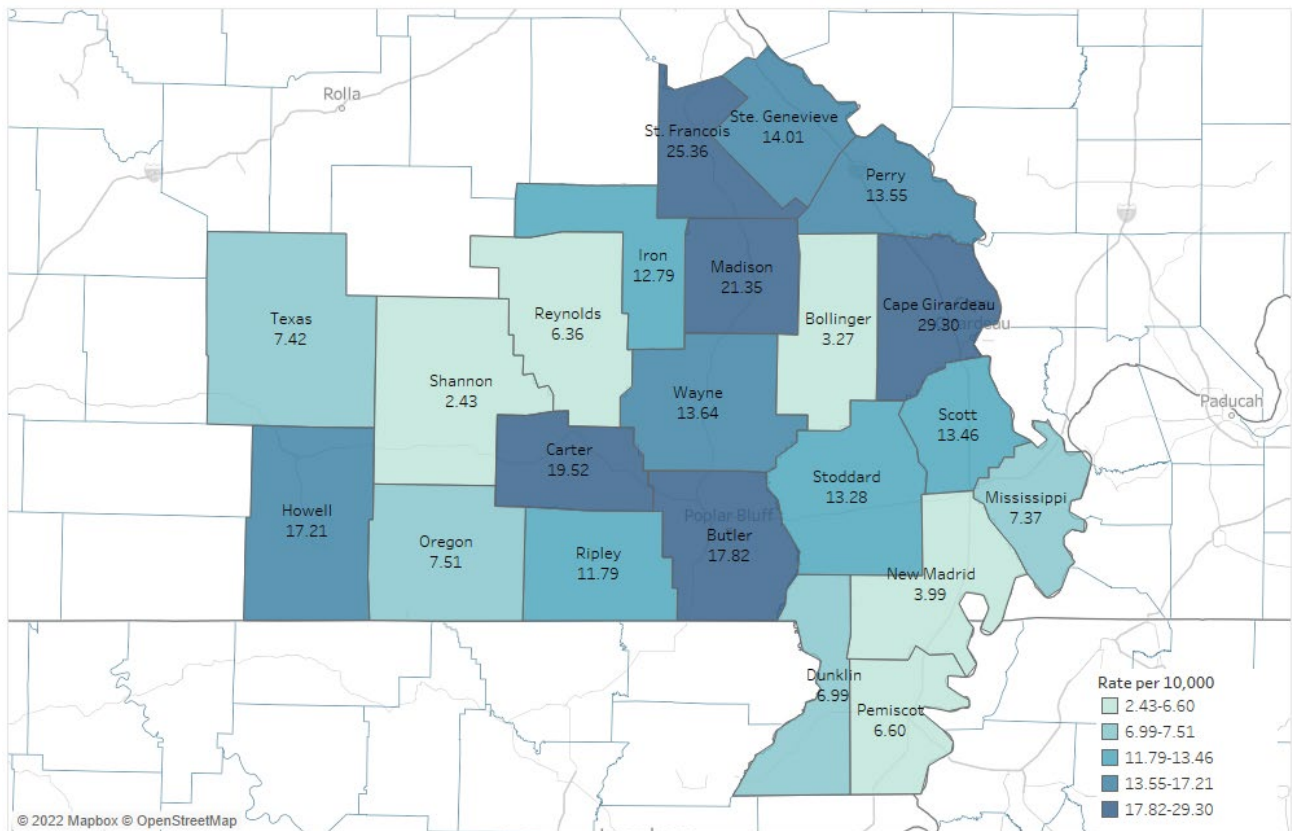 Rolla
St. Francois
25.36
Ste. Genevieve
14.01
Perry
13.55
Iron
12.79
Madison
21.35
Bollinger
3.27
Cape Girardeau
29.30
Girardeau
Texas
7.42
Reynolds
6.36
Shannon
2.43
Wayne
13.64
Scott
13.46
Paducah
Carter
19.52
Stoddard
13.28
Mississippi
7.37
Howell
17.21
Oregon
7.51
Ripley
11.79
Poplar Bluff
Butler
17.82
New Madrid
3.99
Dunklin
6.99
Pemiscot
6.60
Rate per 10,000
2.43-6.60
6.99-7.51
11.79-13.46
13.55-17.21
17.82-29.30
© 2022 Mapbox © OpenStreetMap